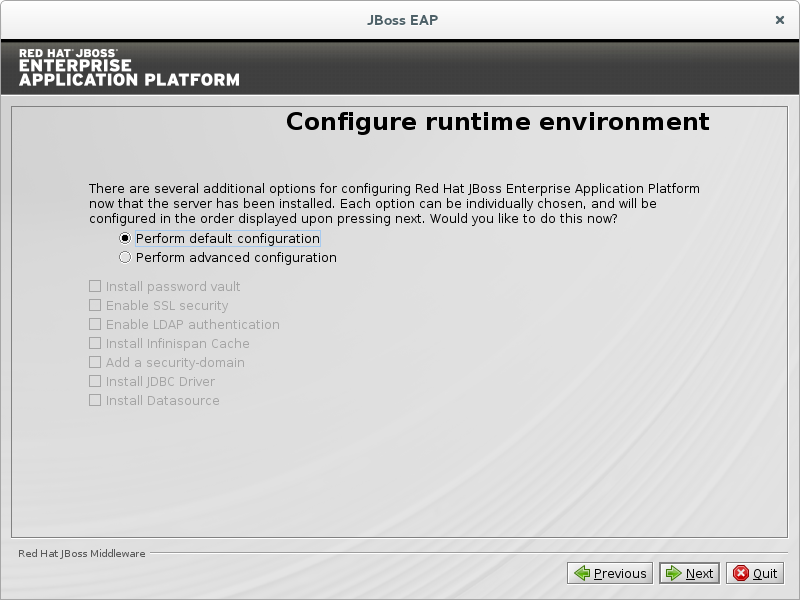 JBoss EAP
RED HAT JBOSS
ENTERPRISE
APPLICATION PLATFORM
Configure runtime environment
There are several additional options for configuring Red Hat JBoss Enterprise Application Platform
now that the server has been installed. Each option can be individually chosen, and will be
configured in the order displayed upon pressing next. Would you like to do this now?
Perform default configuration
Perform advanced configuration
Install password vault
Enable SSL security
Enable LDAP authentication
Install Infinispan Cache
Add a security-domain
Install JDBC Driver
Install Datasource
Red Hat JBoss Middleware
Previous Next Quit